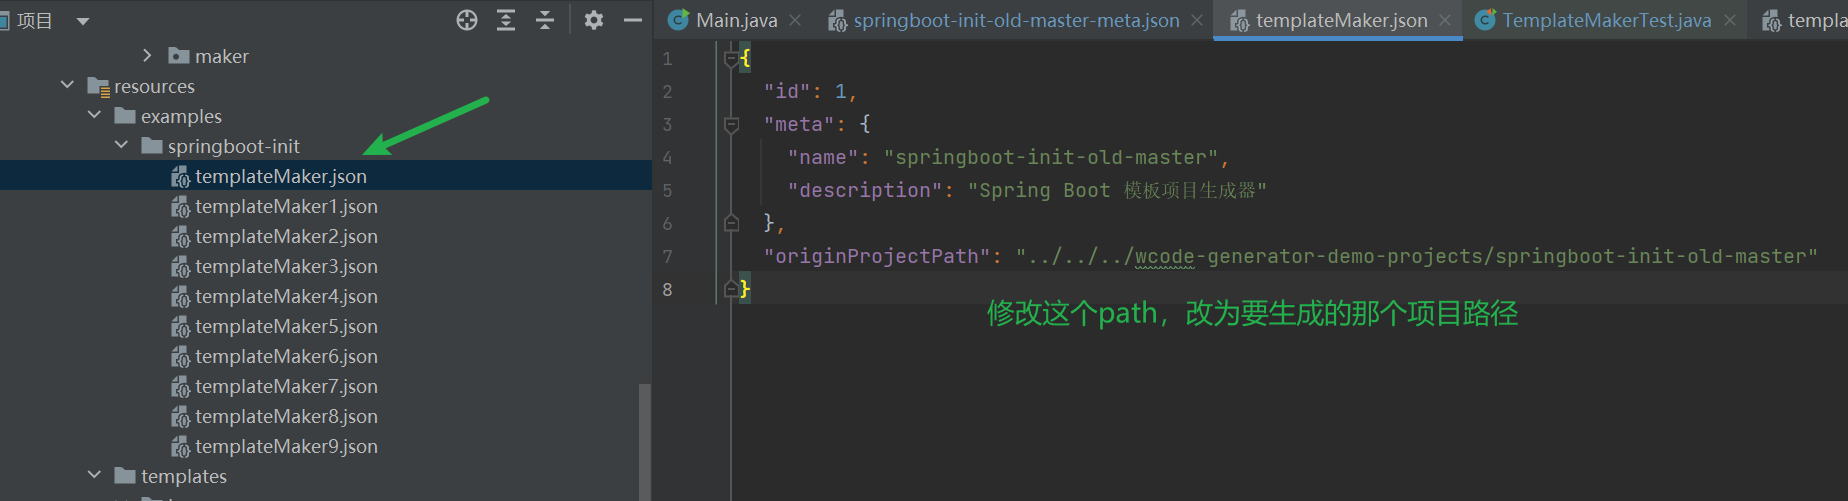 项目
maker
resources
examples
springboot-init
templateMaker.json
templateMaker1.json
templateMaker2.json
templateMaker3.json
templateMaker4.json
templateMaker5.json
templateMaker6.json
templateMaker7.json
templateMaker8.json
templateMaker9.json
templates
Main.java
springboot-init-old-master-meta.json
templateMaker.json
TemplateMakerTest.java
templa
1 {
2 "id": 1,
3 "meta": {
4 "name": "springboot-init-old-master",
5 "description": "Spring Boot 模板项目生成器"
6 },
7 "originProjectPath": "../../../wcode-generator-demo-projects/springboot-init-old-master"
8 }
修改这个path，改为要生成的那个项目路径